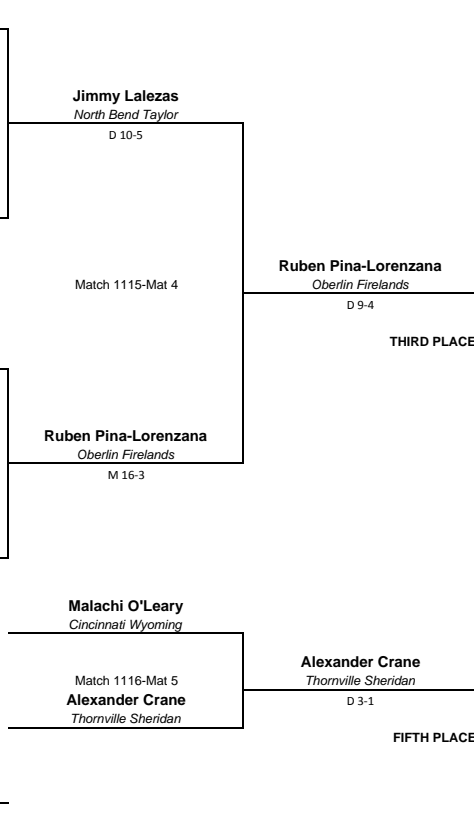 Jimmy Lalezas
North Bend Taylor
D 10-5
Match 1115-Mat 4
Ruben Pina-Lorenzana
Oberlin Firelands
D 9-4
THIRD PLACE
Ruben Pina-Lorenzana
Oberlin Firelands
M 16-3
Malachi O'Leary
Cincinnati Wyoming
Match 1116-Mat 5
Alexander Crane
Thornville Sheridan
Alexander Crane
Thornville Sheridan
D 3-1
FIFTH PLACE